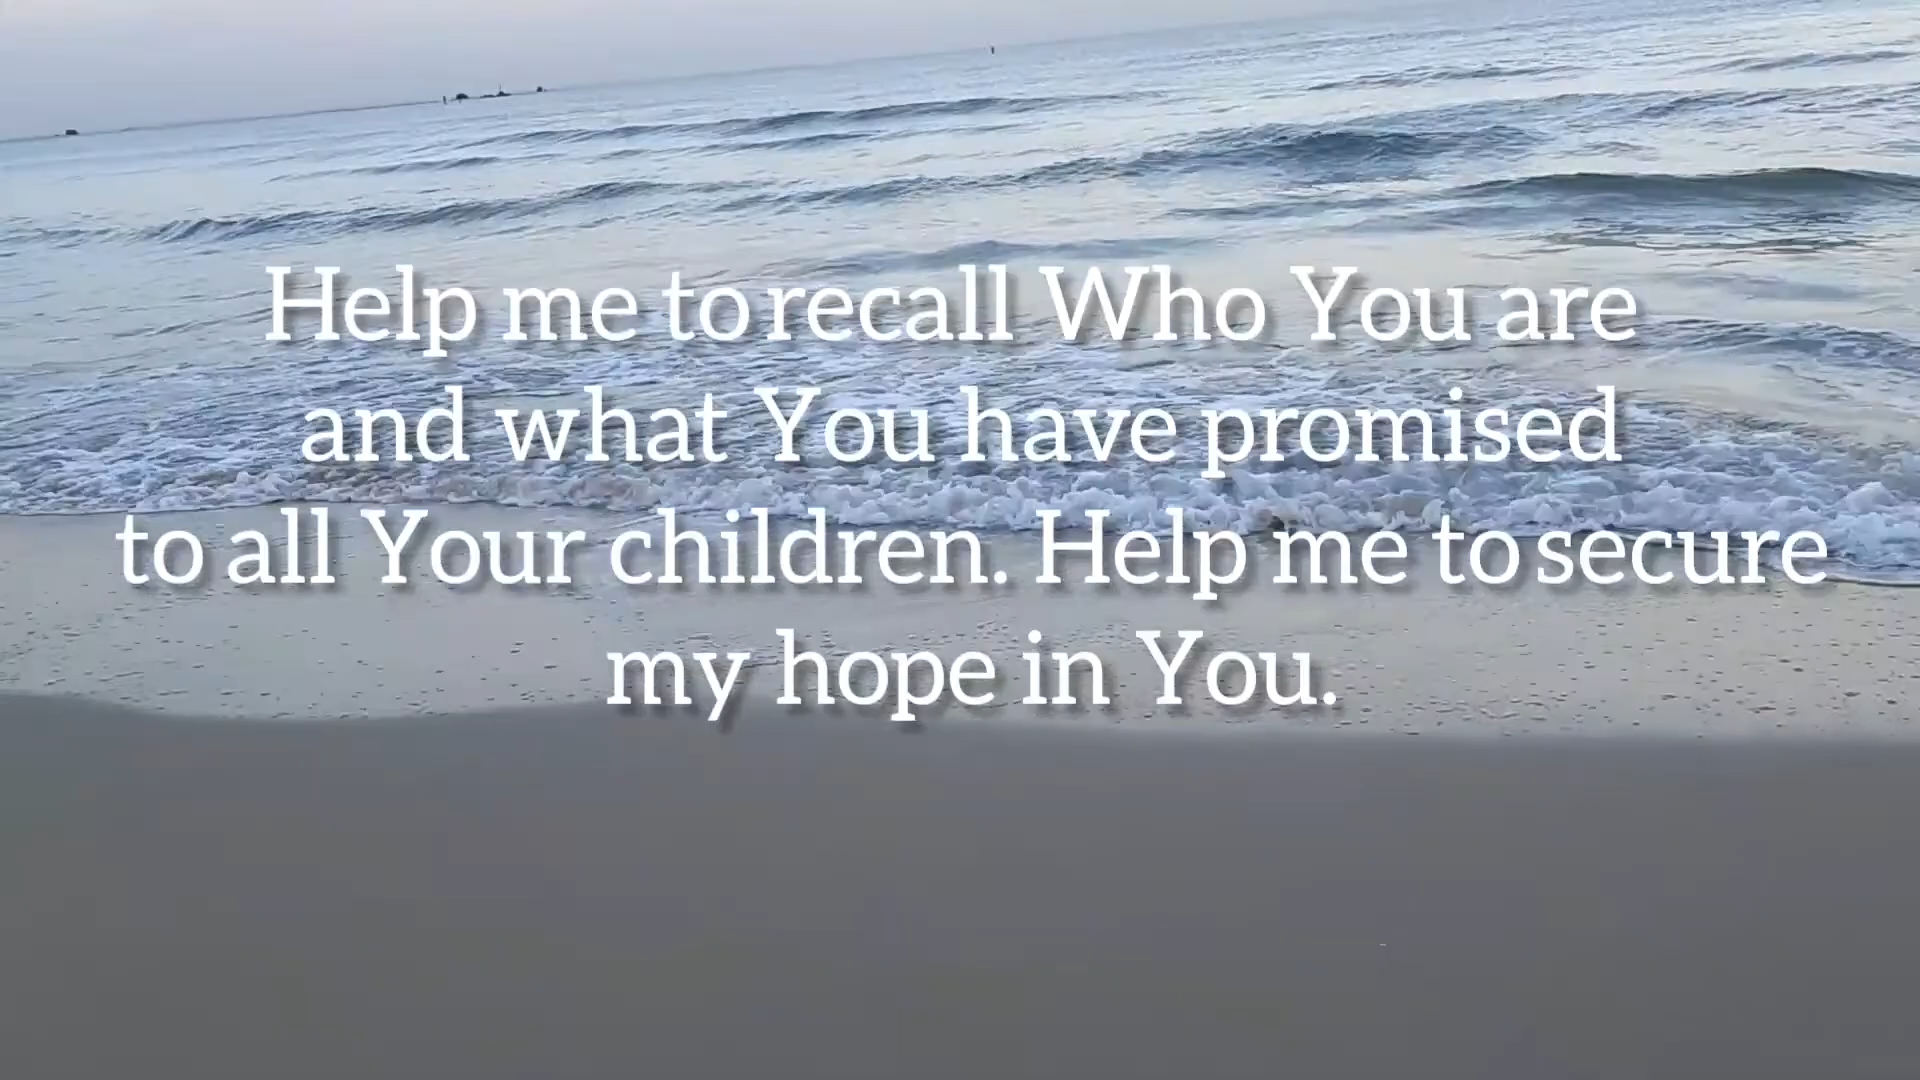 Help me to recall Who You are
and what You have promised
to all Your children. Help me to secure
my hope in You.